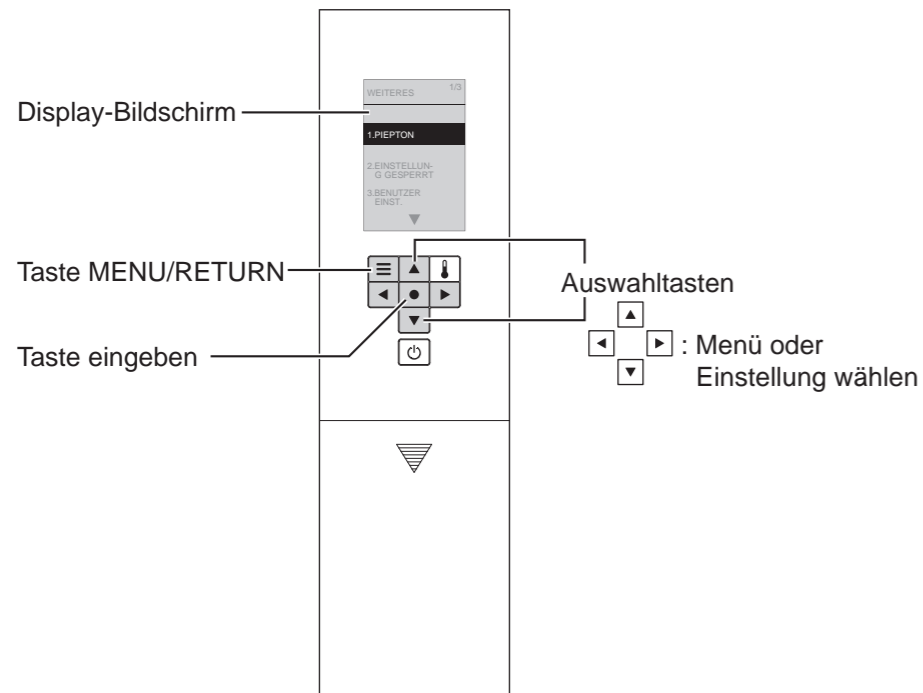 WEITERES 1/3
Display-Bildschirm
1.PIEPTON
2.EINSTELLUN-
G GESPERRT
3.BENUTZER
EINST.
Taste MENU/RETURN
Auswahltasten
: Menü oder
Einstellung wählen
Taste eingeben